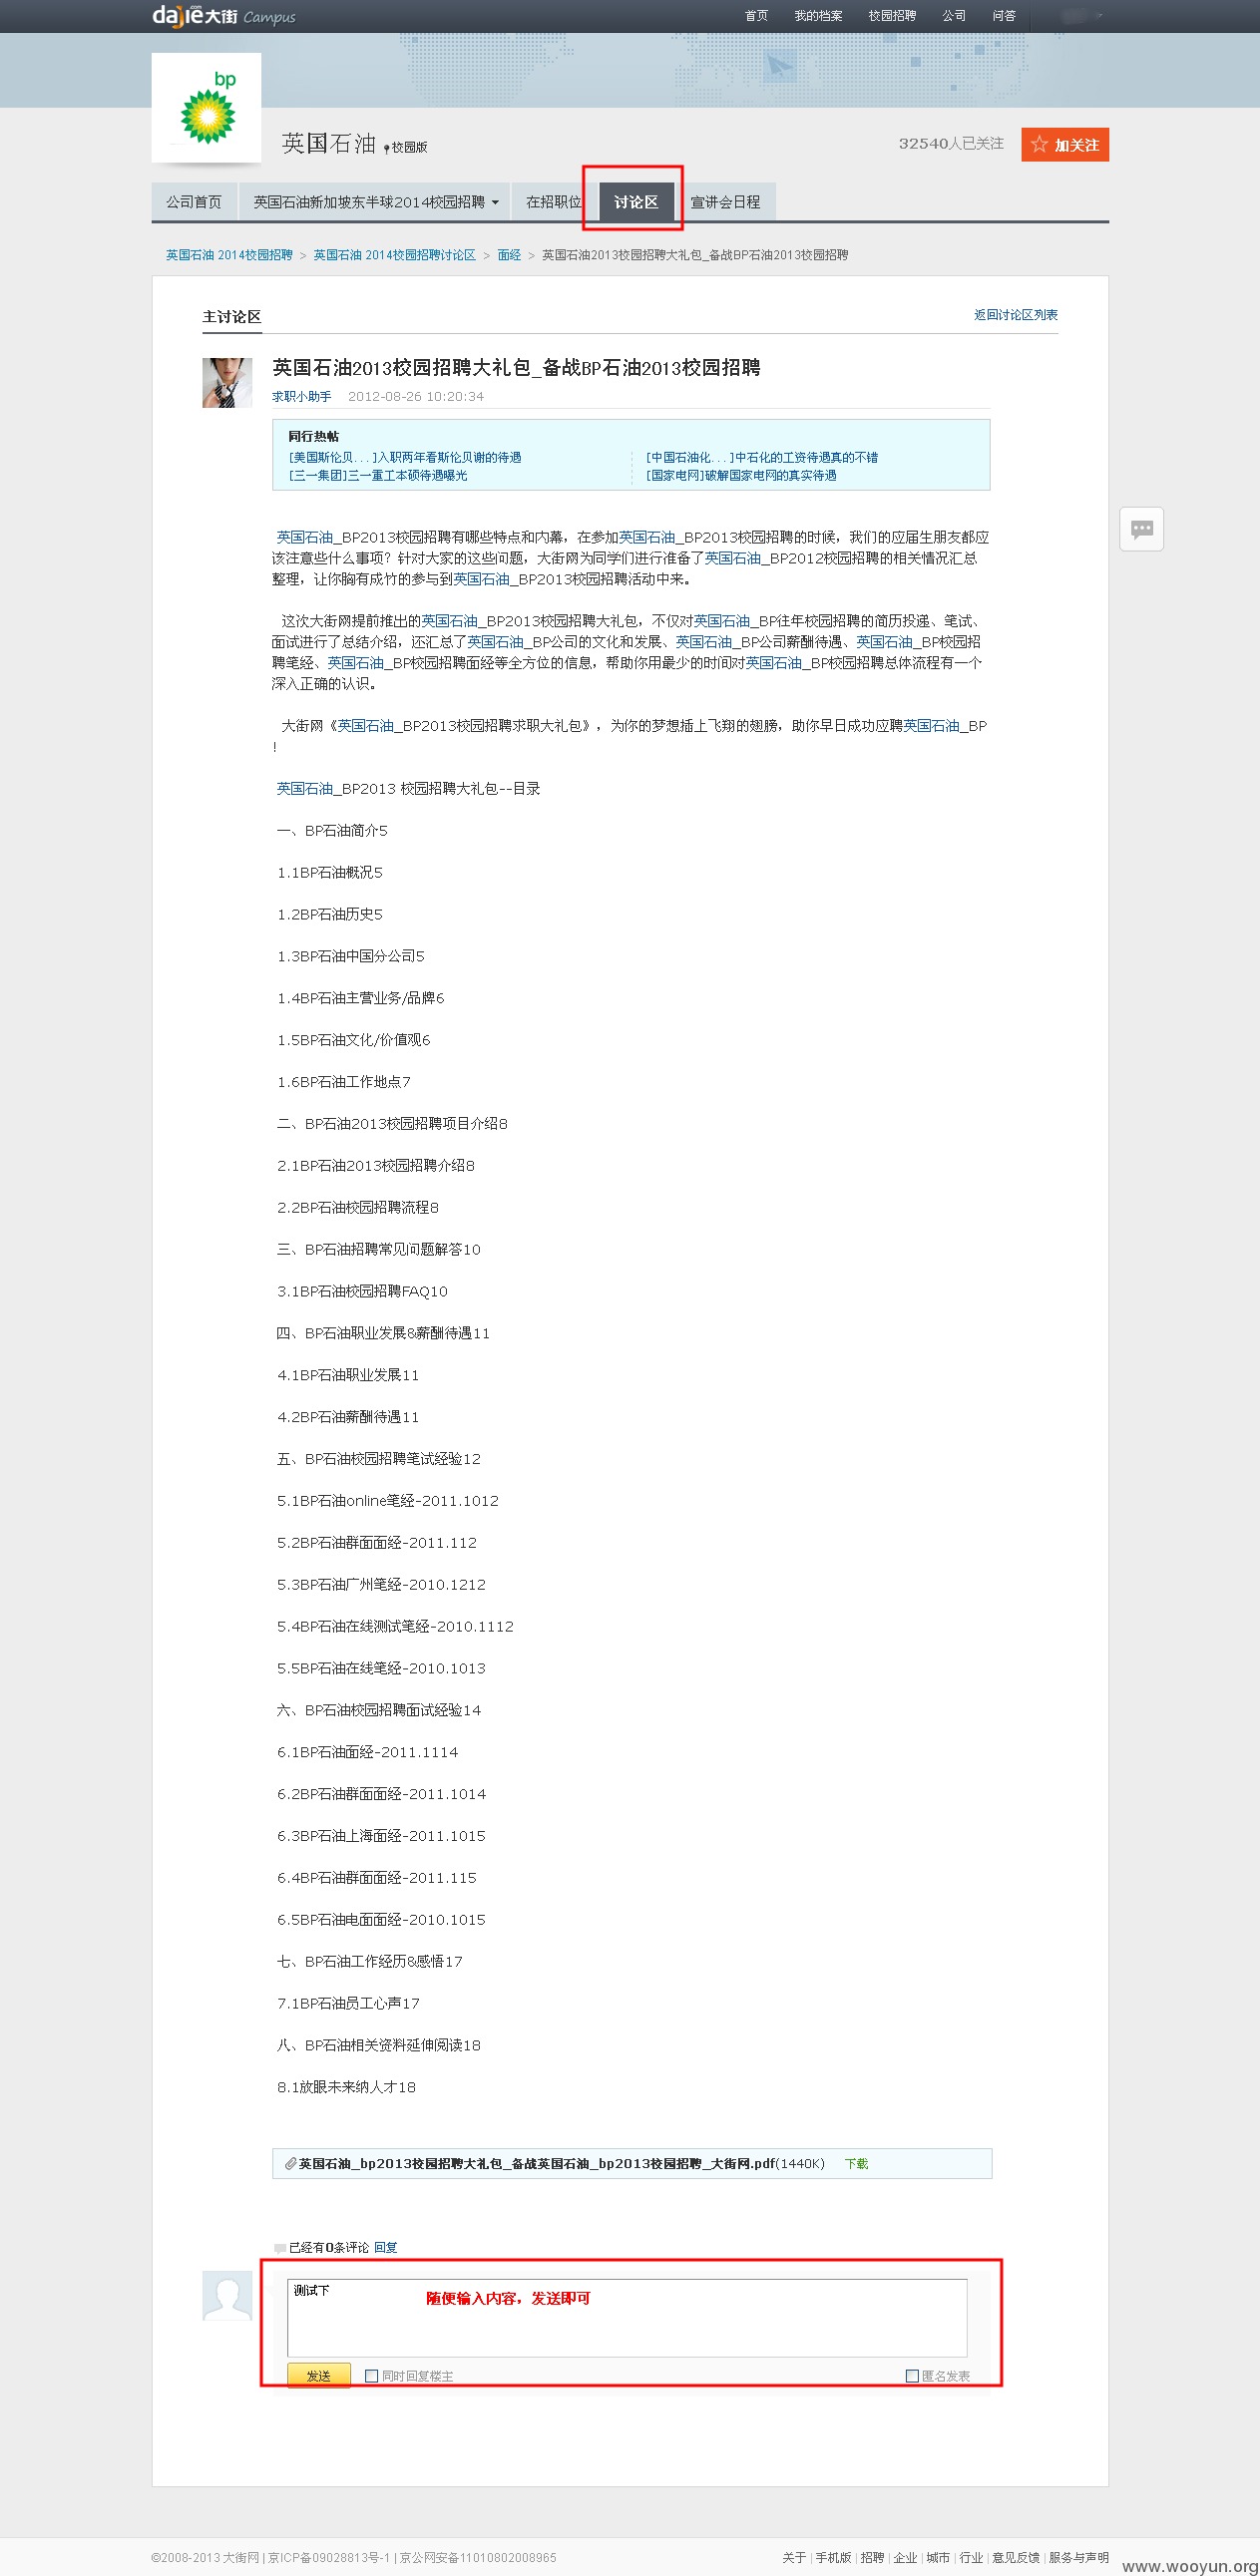 dajie.com大街 Campus
首页 我的档案 校园招聘 公司 问答
bp
英国石油 校园版
32540人已关注 加关注
公司首页 英国石油新加坡东半球2014校园招聘 在招职位 讨论区 宣讲会日程
英国石油 2014校园招聘 > 英国石油 2014校园招聘讨论区 > 面经 > 英国石油2013校园招聘大礼包_备战BP石油2013校园招聘
主讨论区 返回讨论区列表
英国石油2013校园招聘大礼包_备战BP石油2013校园招聘
求职小助手 2012-08-26 10:20:34
同行热帖
[美国斯伦贝...]入职两年看斯伦贝谢的待遇 [中国石油化...]中石化的工资待遇真的不错
[三一集团]三一重工本硕待遇曝光 [国家电网]破解国家电网的真实待遇
英国石油_BP2013校园招聘有哪些特点和内幕，在参加英国石油_BP2013校园招聘的时候，我们的应届生朋友都应
该注意些什么事项？针对大家的这些问题，大街网为同学们进行准备了英国石油_BP2012校园招聘的相关情况汇总
整理，让你胸有成竹的参与到英国石油_BP2013校园招聘活动中来。
这次大街网提前推出的英国石油_BP2013校园招聘大礼包，不仅对英国石油_BP往年校园招聘的简历投递、笔试、
面试进行了总结介绍，还汇总了英国石油_BP公司的文化和发展、英国石油_BP公司薪酬待遇、英国石油_BP校园招
聘笔经、英国石油_BP校园招聘面经等全方位的信息，帮助你用最少的时间对英国石油_BP校园招聘总体流程有一个
深入正确的认识。
大街网《英国石油_BP2013校园招聘求职大礼包》，为你的梦想插上飞翔的翅膀，助你早日成功应聘英国石油_BP
！
英国石油_BP2013 校园招聘大礼包--目录
一、BP石油简介5
1.1BP石油概况5
1.2BP石油历史5
1.3BP石油中国分公司5
1.4BP石油主营业务/品牌6
1.5BP石油文化/价值观6
1.6BP石油工作地点7
二、BP石油2013校园招聘项目介绍8
2.1BP石油2013校园招聘介绍8
2.2BP石油校园招聘流程8
三、BP石油招聘常见问题解答10
3.1BP石油校园招聘FAQ10
四、BP石油职业发展&薪酬待遇11
4.1BP石油职业发展11
4.2BP石油薪酬待遇11
五、BP石油校园招聘笔试经验12
5.1BP石油online笔经-2011.1012
5.2BP石油群面面经-2011.112
5.3BP石油广州笔经-2010.1212
5.4BP石油在线测试笔经-2010.1112
5.5BP石油在线笔经-2010.1013
六、BP石油校园招聘面试经验14
6.1BP石油面经-2011.1114
6.2BP石油群面面经-2011.1014
6.3BP石油上海面经-2011.1015
6.4BP石油群面面经-2011.115
6.5BP石油电面面经-2010.1015
七、BP石油工作经历&感悟17
7.1BP石油员工心声17
八、BP石油相关资料延伸阅读18
8.1放眼未来纳人才18
英国石油_bp2013校园招聘大礼包_备战英国石油_bp2013校园招聘_大街网.pdf(1440K) 下载
已经有0条评论 回复
测试下 随便输入内容，发送即可
发送 同时回复楼主 匿名发表
©2008-2013 大街网 | 京ICP备09028813号-1 | 京公网安备11010802008965
关于 | 手机版 | 招聘 | 企业 | 城市 | 行业 | 意见反馈 | 服务与声明
www.wooyun.org